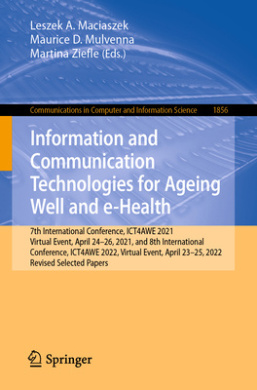 Leszek A. Maciaszek
Maurice D. Mulvenna
Martina Ziefle (Eds.)
Communications in Computer and Information Science 1856
Information and
Communication
Technologies for Ageing
Well and e-Health
7th International Conference, ICT4AWE 2021
Virtual Event, April 24–26, 2021, and 8th International
Conference, ICT4AWE 2022, Virtual Event, April 23–25, 2022
Revised Selected Papers
Springer